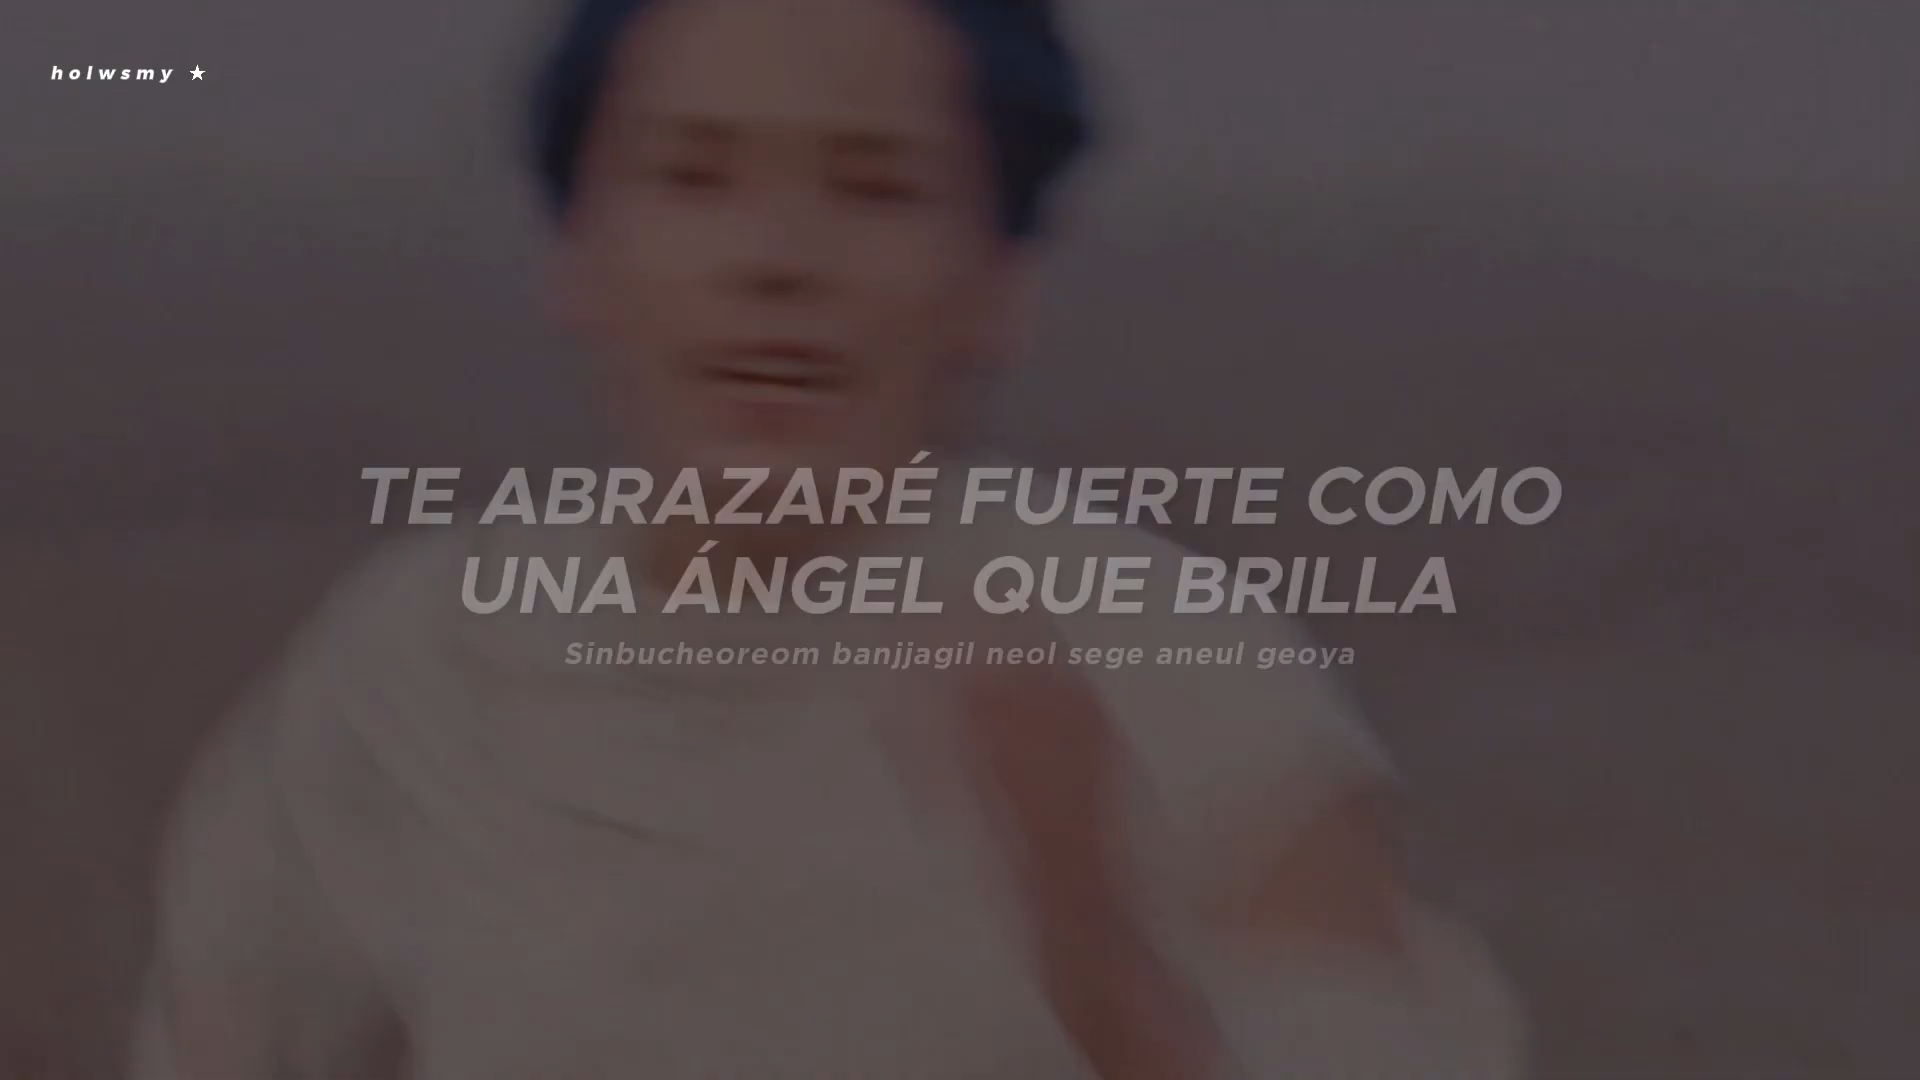 holwsmy ★
TE ABRAZARÉ FUERTE COMO
UNA ÁNGEL QUE BRILLA
Sinbucheoreom banjjagil neol sege aneul geoya